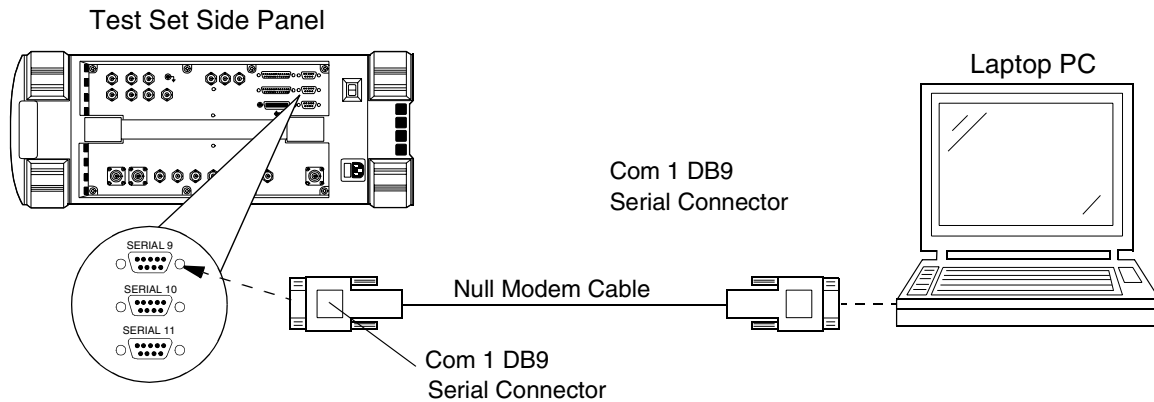 Test Set Side Panel
Laptop PC
Com 1 DB9
Serial Connector
SERIAL 9
SERIAL 10
SERIAL 11
Null Modem Cable
Com 1 DB9
Serial Connector